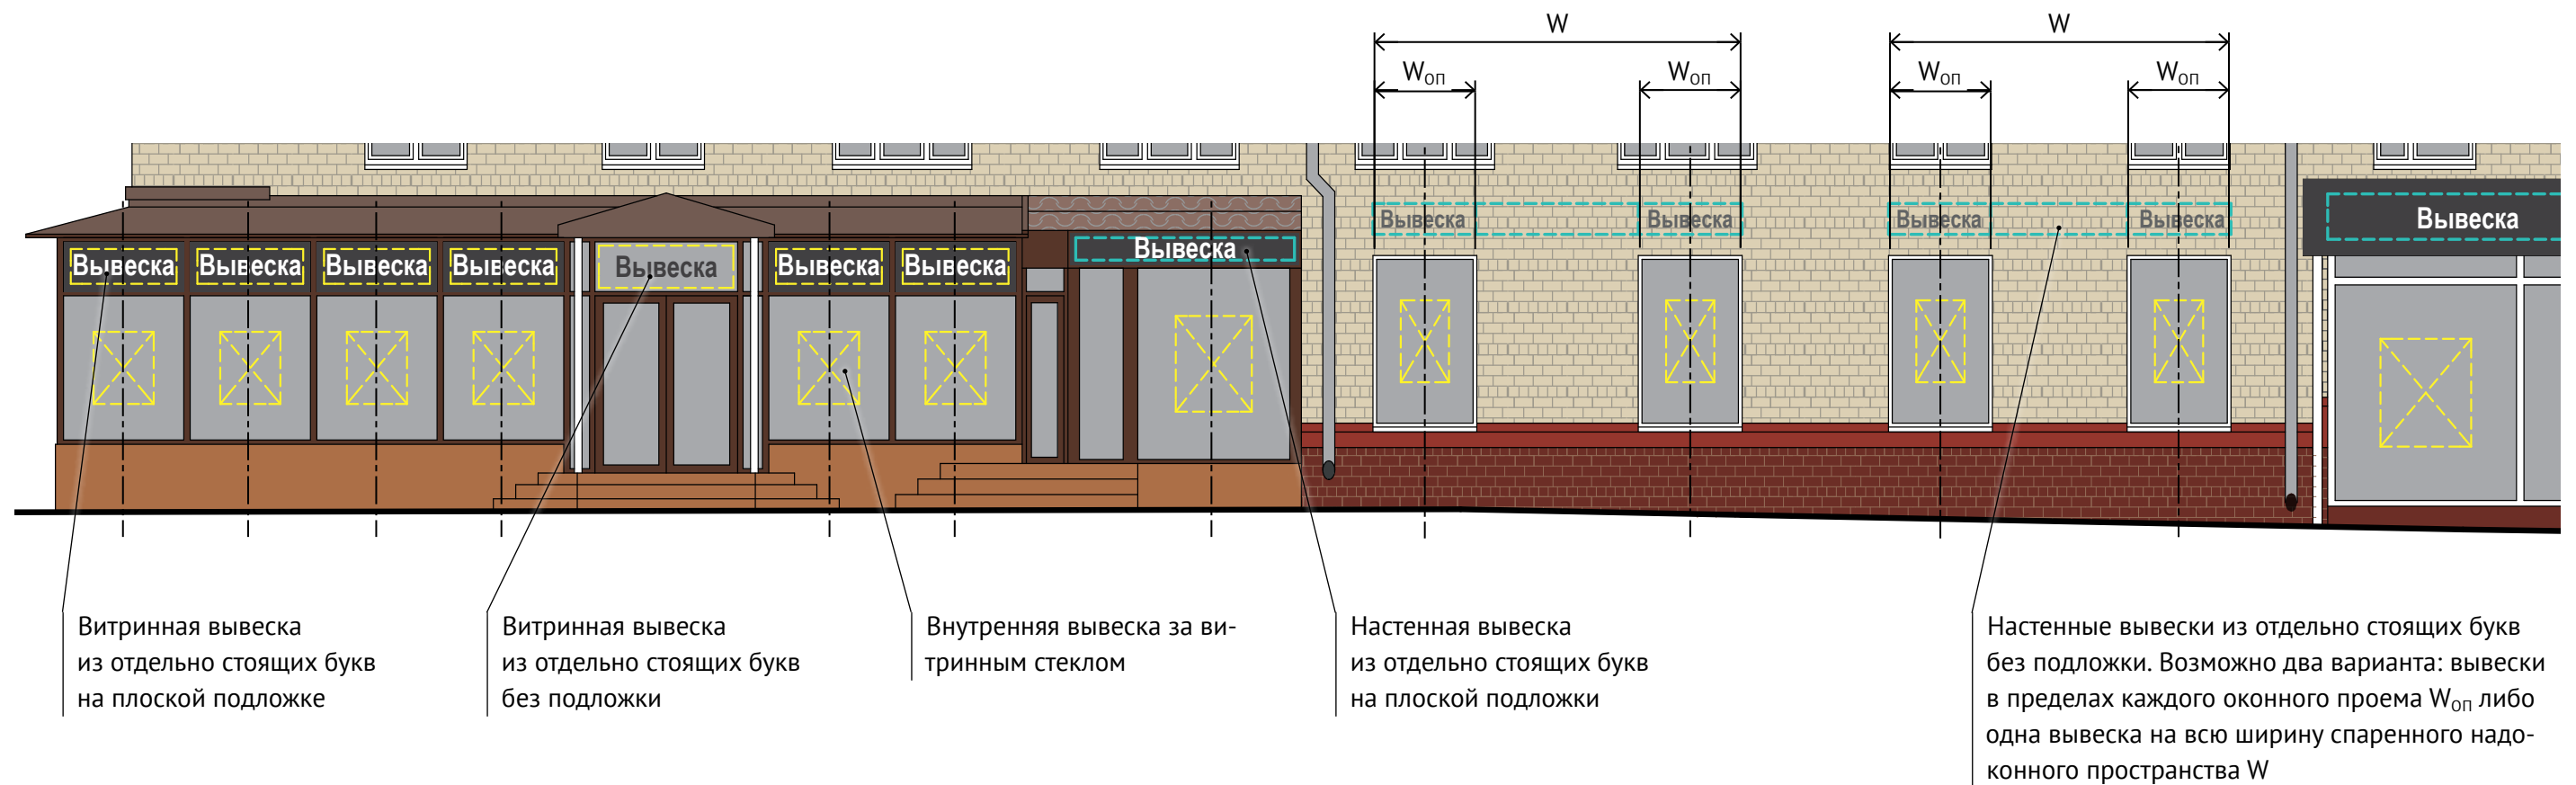 W W
Wоп Wоп Wоп Wоп
Вывеска Вывеска Вывеска Вывеска Вывеска
Вывеска Вывеска Вывеска Вывеска Вывеска Вывеска Вывеска Вывеска
Витринная вывеска
из отдельно стоящих букв
на плоской подложке
Витринная вывеска
из отдельно стоящих букв
без подложки
Внутренняя вывеска за ви-
тринным стеклом
Настенная вывеска
из отдельно стоящих букв
на плоской подложки
Настенные вывески из отдельно стоящих букв
без подложки. Возможно два варианта: вывески
в пределах каждого оконного проема Wоп либо
одна вывеска на всю ширину спаренного надо-
конного пространства W